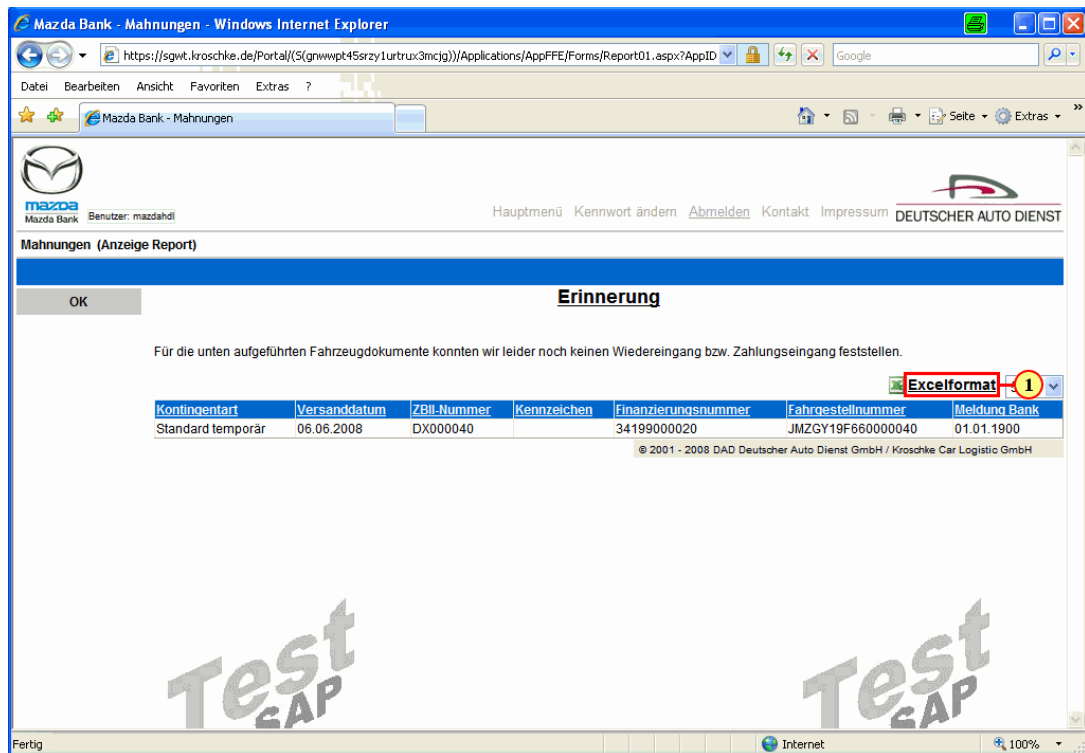 Mazda Bank - Mahnungen - Windows Internet Explorer
https://sgwt.kroschke.de/Portal/(S(gnwwpt45srzy1urtrux3mcjg))/Applications/AppFFE/Forms/Report01.aspx?AppID
Google
Datei Bearbeiten Ansicht Favoriten Extras ?
Mazda Bank - Mahnungen
Seite Extras »
mazda
Mazda Bank
Benutzer: mazdahdl
Hauptmenü Kennwort ändern Abmelden Kontakt Impressum
DEUTSCHER AUTO DIENST
Mahnungen (Anzeige Report)
OK
Erinnerung
Für die unten aufgeführten Fahrzeugdokumente konnten wir leider noch keinen Wiedereingang bzw. Zahlungseingang feststellen.
Excelformat 1
Kontingentart Versanddatum ZBII-Nummer Kennzeichen Finanzierungsnummer Fahrgestellnummer Meldung Bank
Standard temporär 06.06.2008 DX000040 34199000020 JMZGY19F660000040 01.01.1900
© 2001 - 2008 DAD Deutscher Auto Dienst GmbH / Kroschke Car Logistic GmbH
Test SAP
Test SAP
Fertig Internet 100%